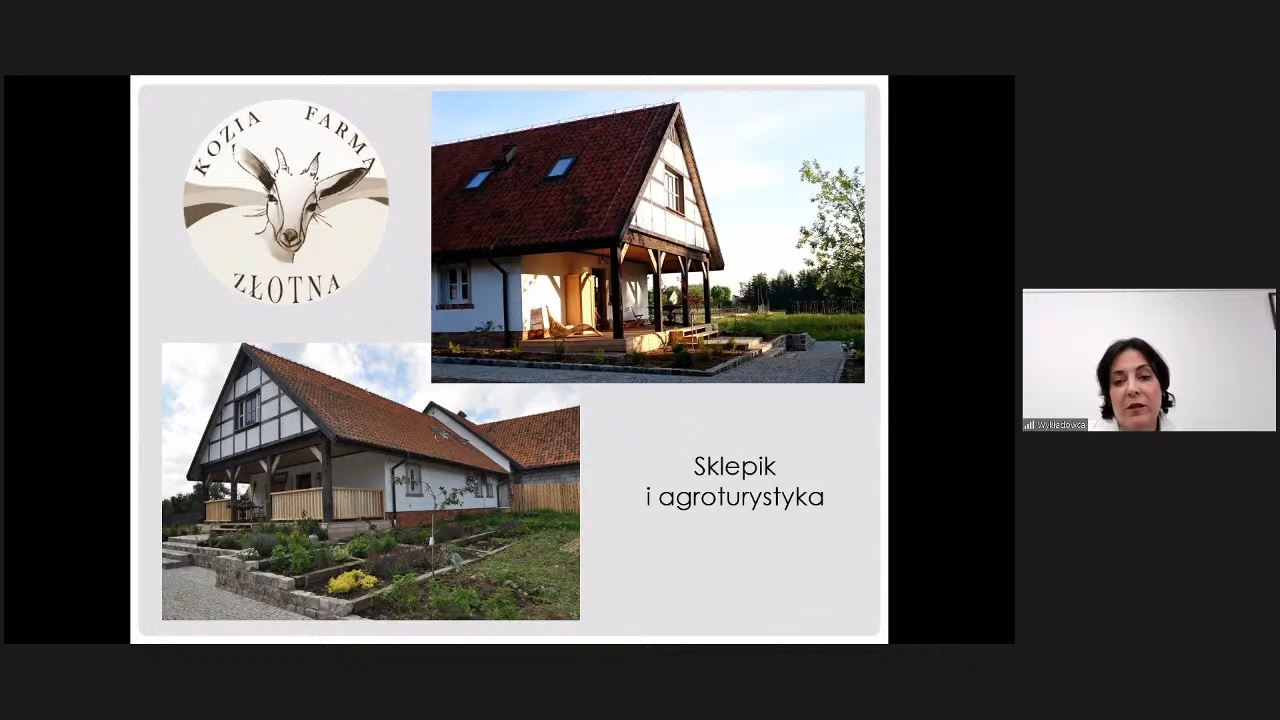 KOZIA FARMA
ZŁOTNA
Sklepik
i agroturystyka
Wykładowca